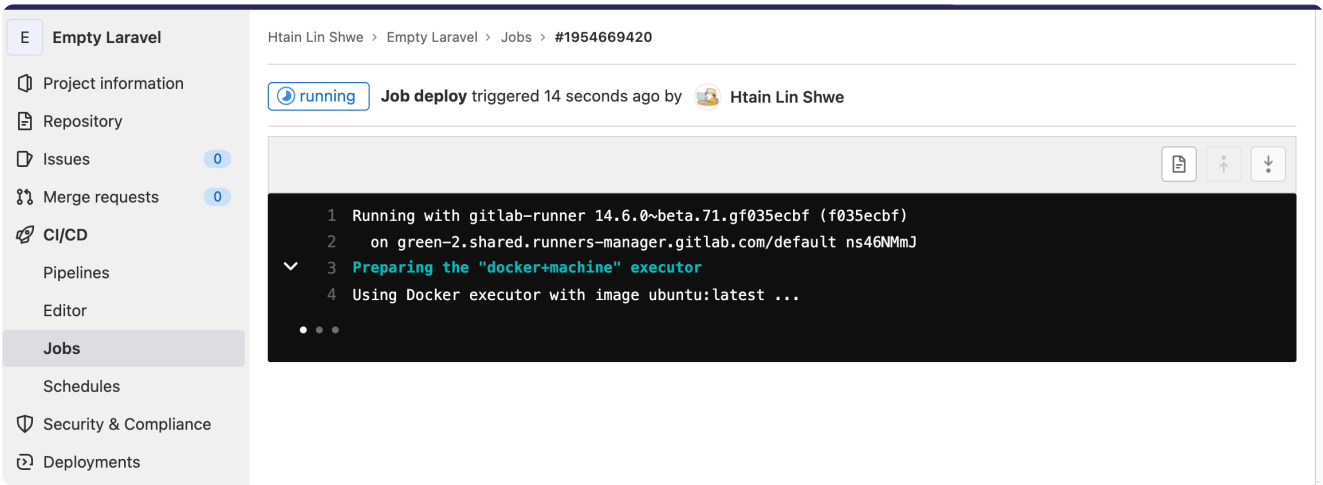 E Empty Laravel
Project information
Repository
Issues 0
Merge requests 0
CI/CD
Pipelines
Editor
Jobs
Schedules
Security & Compliance
Deployments
Htain Lin Shwe > Empty Laravel > Jobs > #1954669420
running Job deploy triggered 14 seconds ago by Htain Lin Shwe
1 Running with gitlab-runner 14.6.0~beta.71.gf035ecbf (f035ecbf)
2 on green-2.shared.runners-manager.gitlab.com/default ns46NMmJ
3 Preparing the "docker+machine" executor
4 Using Docker executor with image ubuntu:latest ...